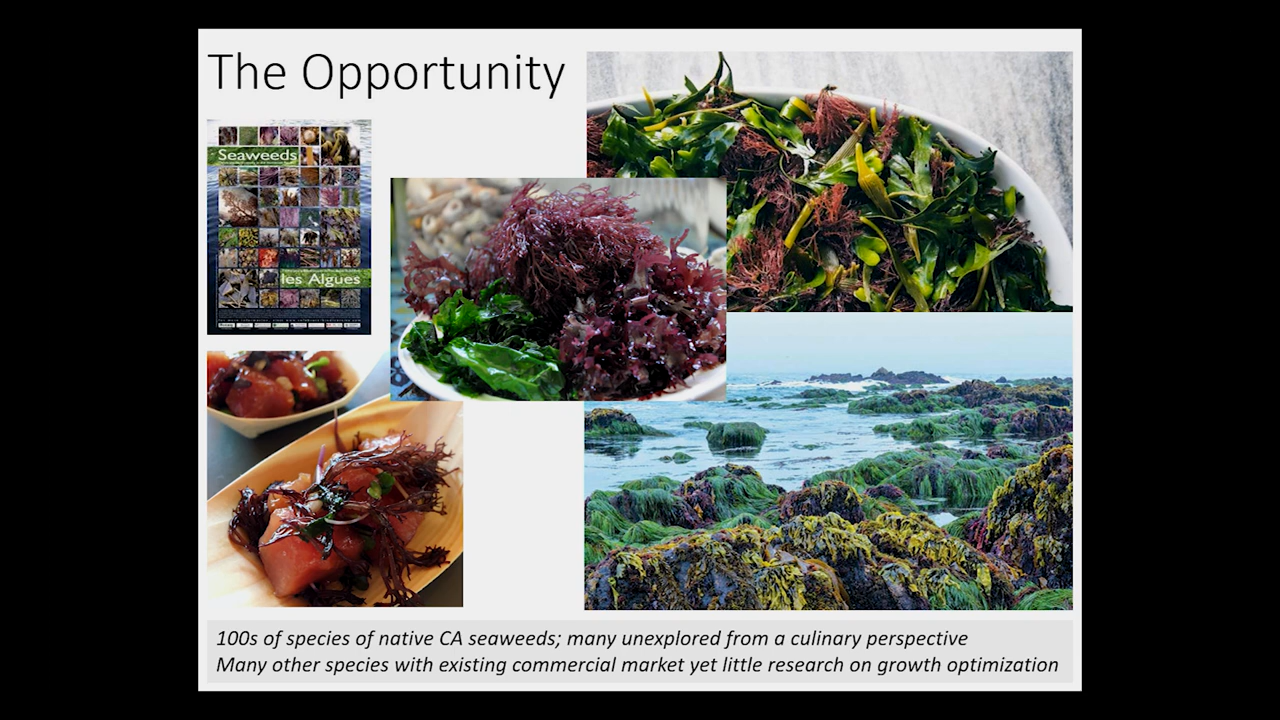 The Opportunity
Seaweeds
les Algues
100s of species of native CA seaweeds; many unexplored from a culinary perspective
Many other species with existing commercial market yet little research on growth optimization